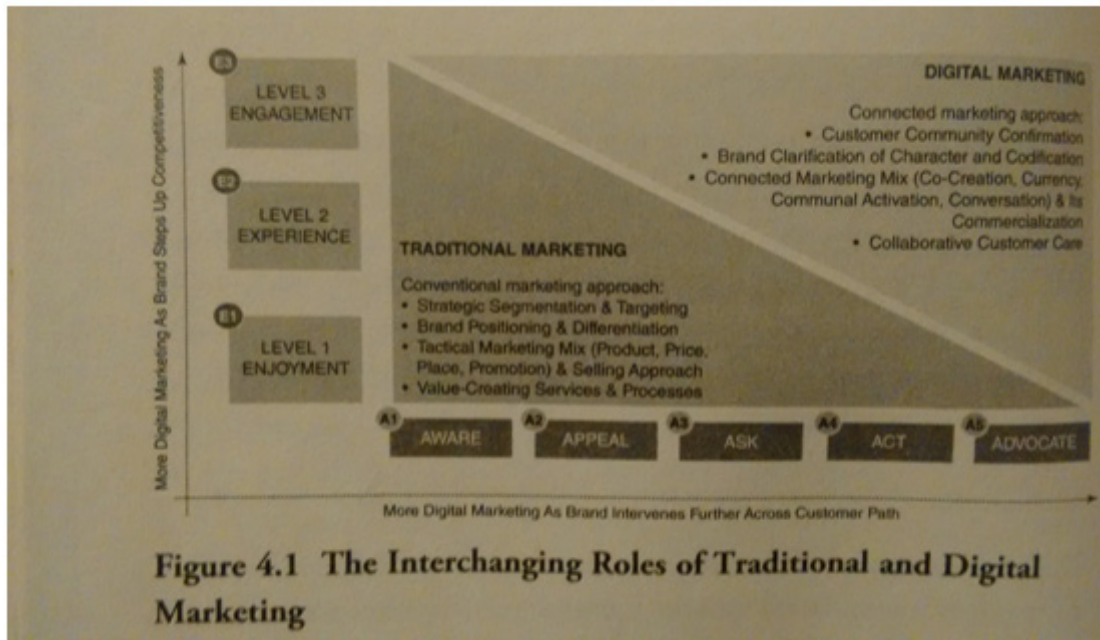 More Digital Marketing As Brand Steps Up Competitiveness
E3
LEVEL 3
ENGAGEMENT
E2
LEVEL 2
EXPERIENCE
E1
LEVEL 1
ENJOYMENT
DIGITAL MARKETING
Connected marketing approach:
• Customer Community Confirmation
• Brand Clarification of Character and Codification
• Connected Marketing Mix (Co-Creation, Currency,
Communal Activation, Conversation) & Its
Commercialization
• Collaborative Customer Care
TRADITIONAL MARKETING
Conventional marketing approach:
• Strategic Segmentation & Targeting
• Brand Positioning & Differentiation
• Tactical Marketing Mix (Product, Price,
Place, Promotion) & Selling Approach
• Value-Creating Services & Processes
A1
AWARE
A2
APPEAL
A3
ASK
A4
ACT
A5
ADVOCATE
More Digital Marketing As Brand Intervenes Further Across Customer Path
Figure 4.1 The Interchanging Roles of Traditional and Digital
Marketing